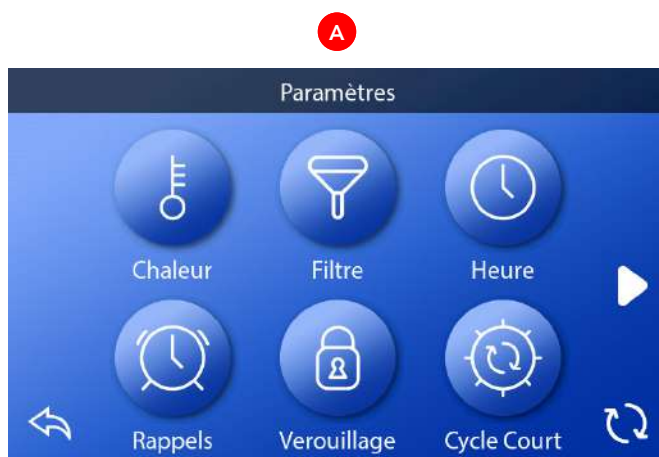 A
Paramètres
Chaleur
Filtre
Heure
Rappels
Verouillage
Cycle Court